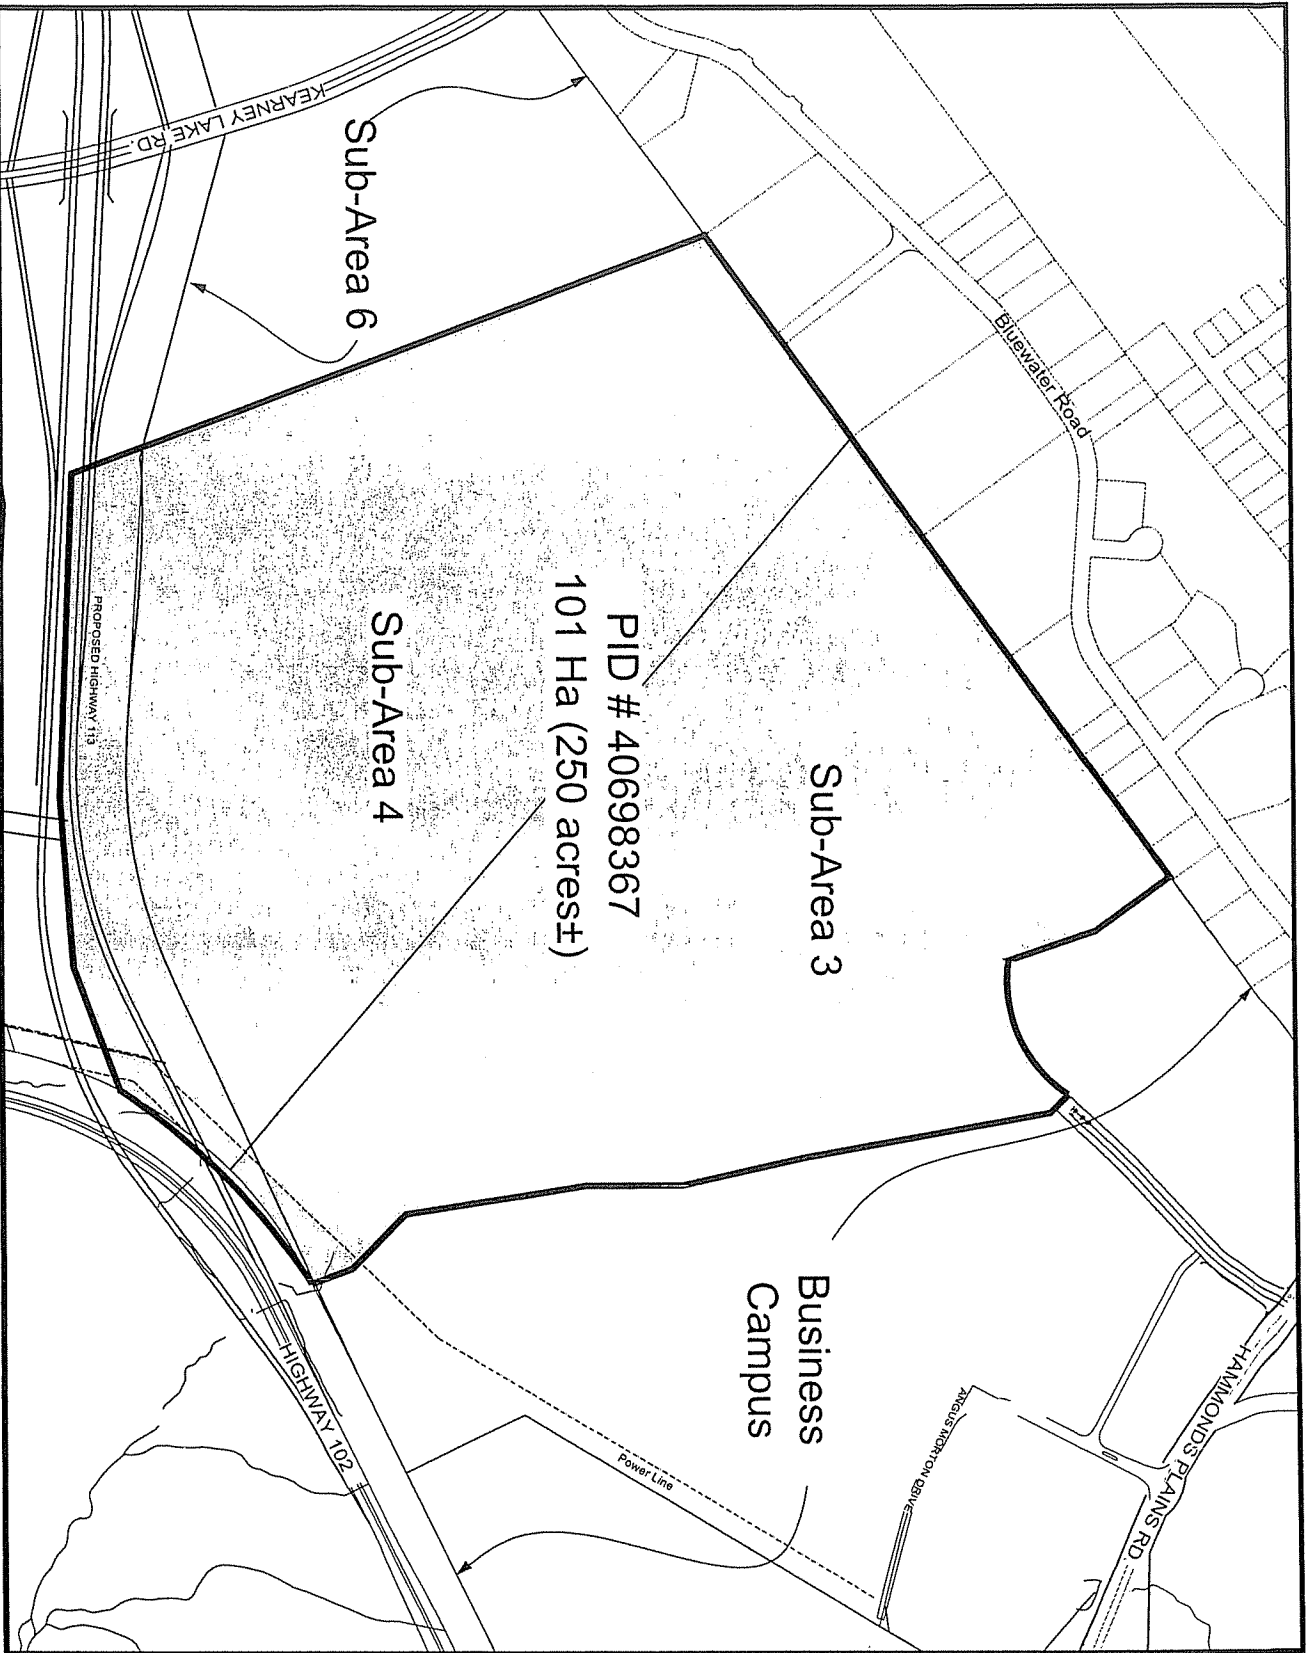 Bluewater Road
HAMMONDS PLAINS RD.
Sub-Area 3
Business
Campus
ANGUS MORTON DRIVE
PID # 40698367
101 Ha (250 acres±)
Power Line
Sub-Area 6
Sub-Area 4
KEARNEY LAKE RD.
PROPOSED HIGHWAY 113
HIGHWAY 102